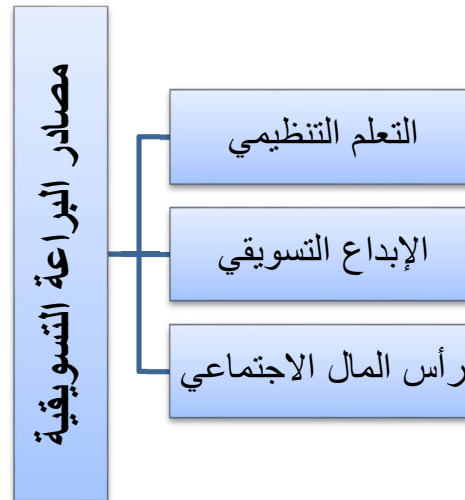 مصادر البراعة التسويقية
التعلم التنظيمي
الإبداع التسويقي
رأس المال الاجتماعي